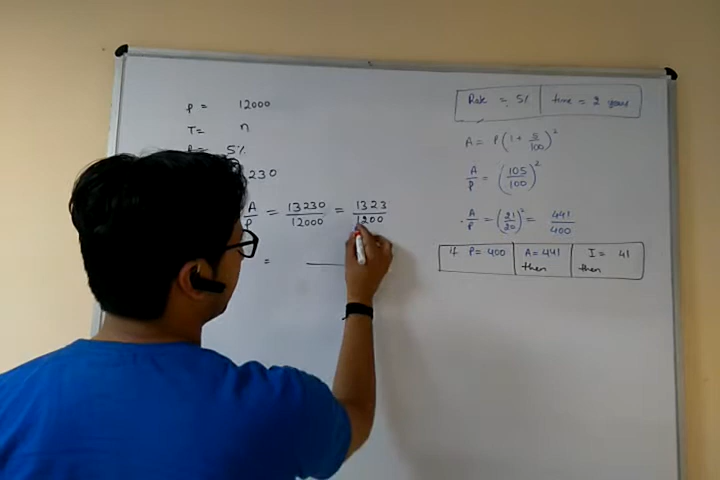 P = 12000
T = n
R = 5%
230
A/P = 13230/12000 = 1323/1200
=
Rate = 5% time = 2 years
A = P(1 + 5/100)^2
A/P = (105/100)^2
A/P = (21/20)^2 = 441/400
If P = 400 A = 441 then I = 41 then